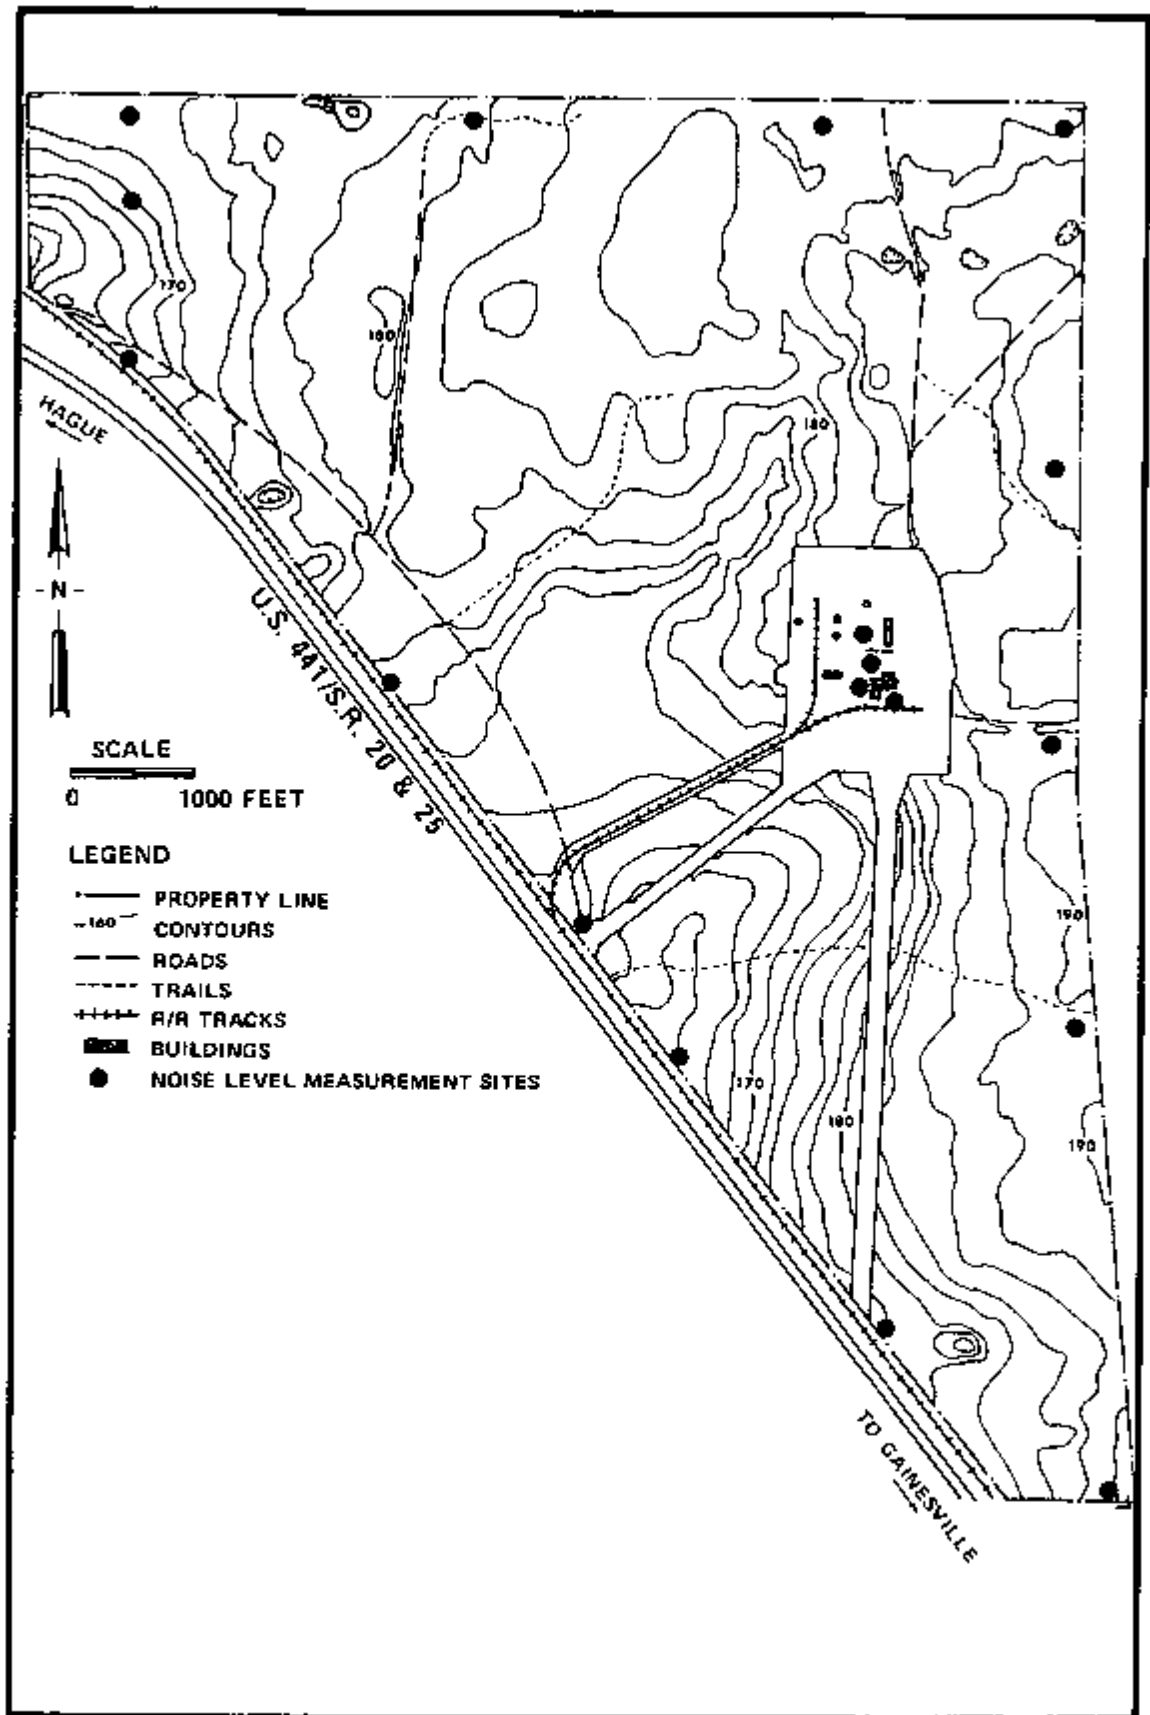 170
180
180
HAGUE
- N -
U.S. 441/S.R. 20 & 25
SCALE
0 1000 FEET
LEGEND
PROPERTY LINE
160 CONTOURS
ROADS
TRAILS
R/R TRACKS
BUILDINGS
NOISE LEVEL MEASUREMENT SITES
190
170
180
190
TO GAINESVILLE